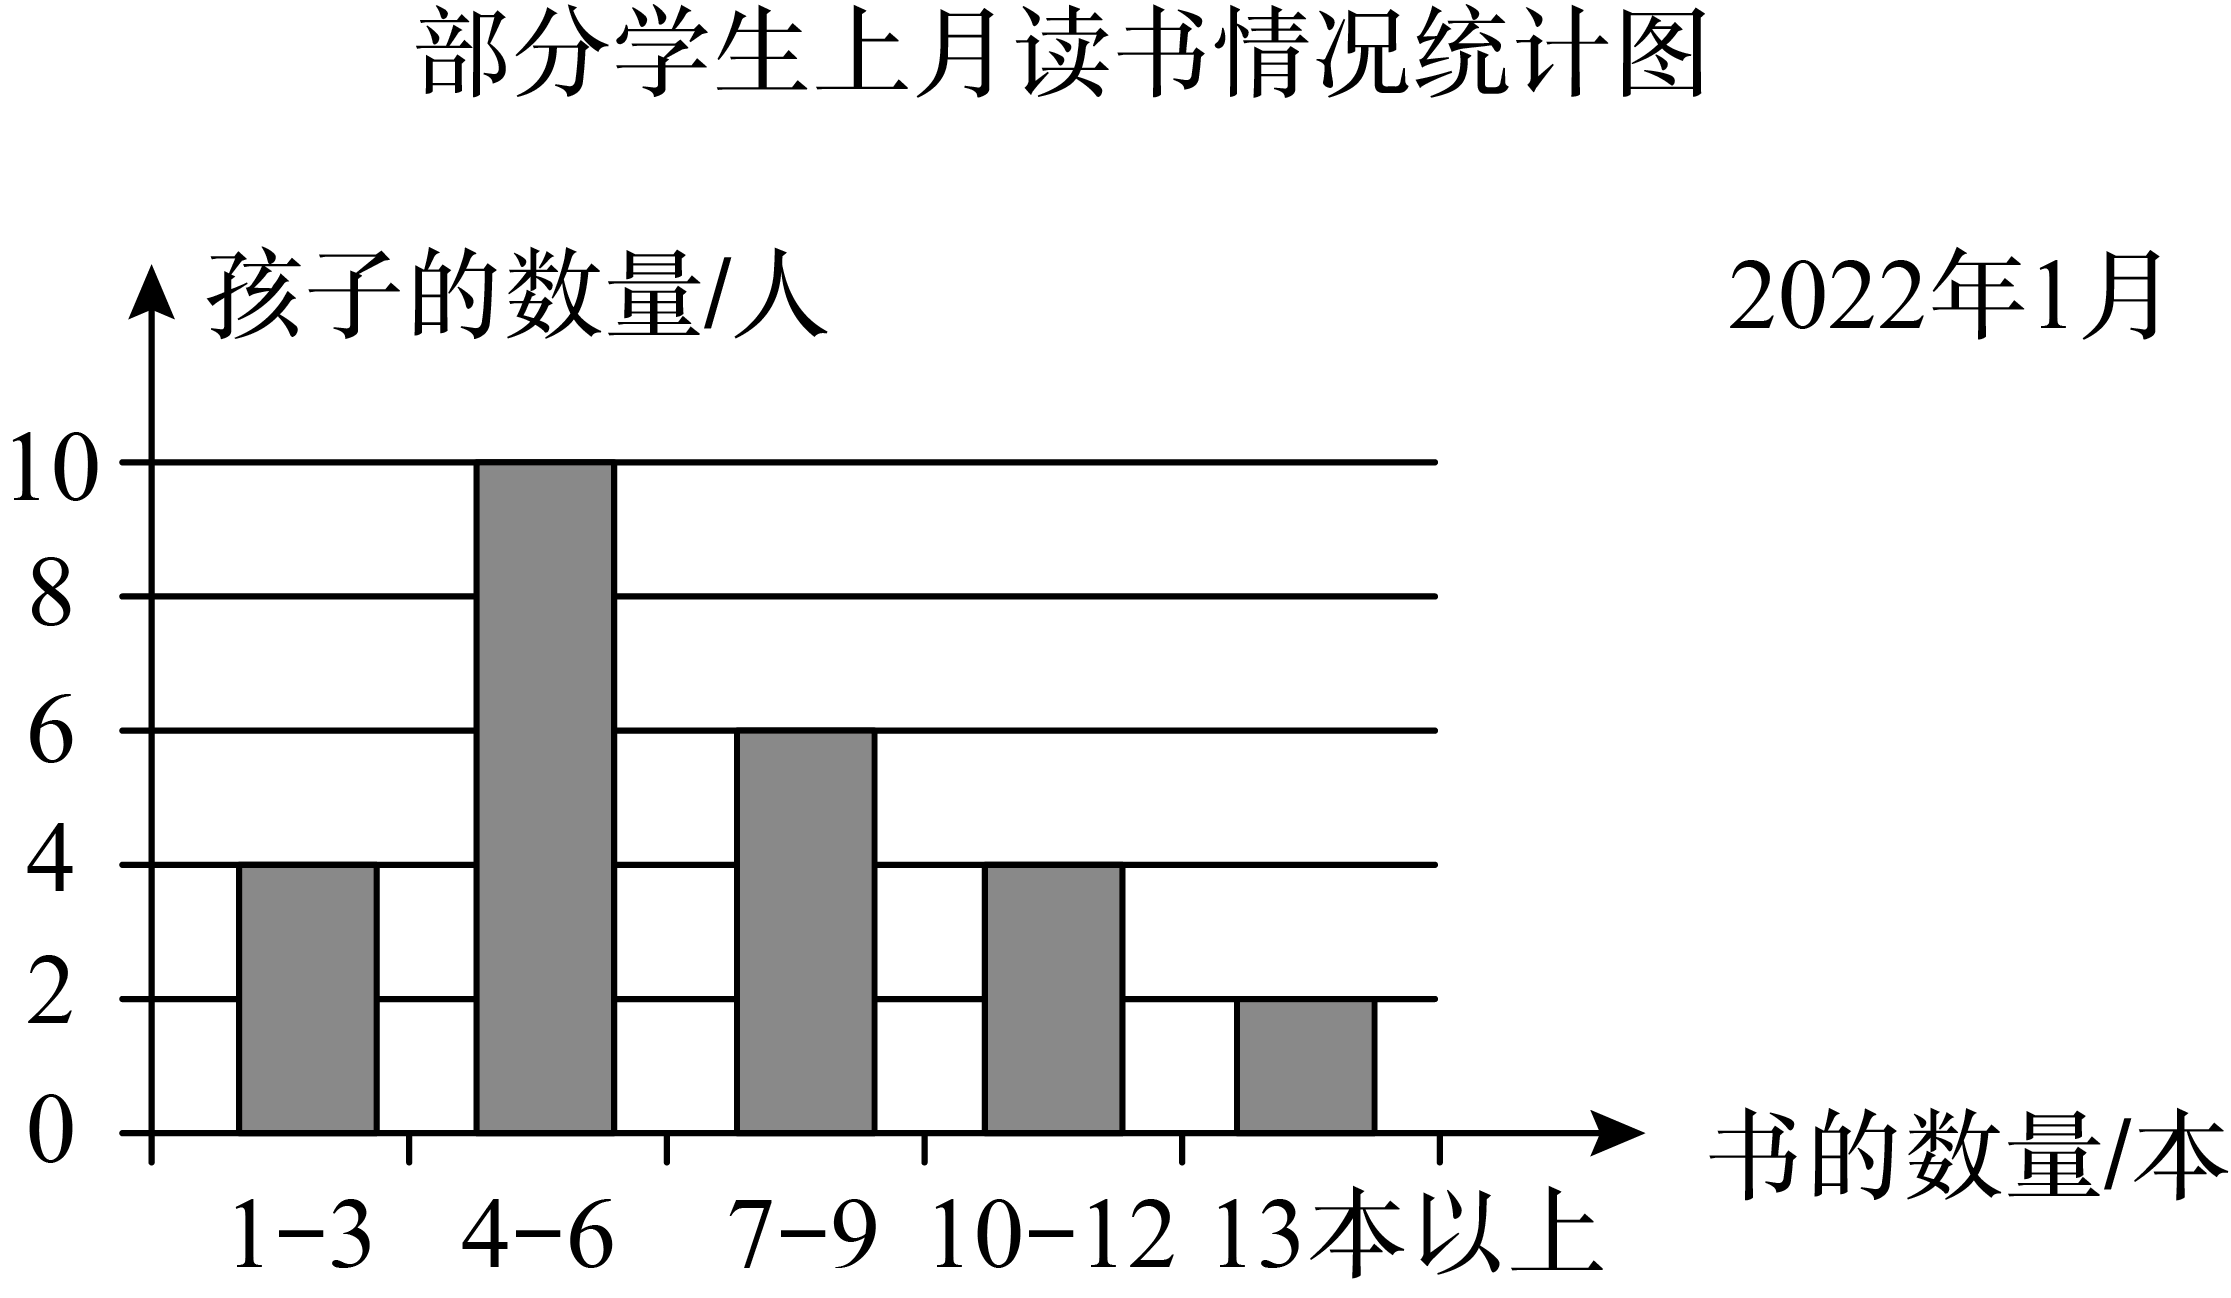 部分学生上月读书情况统计图
孩子的数量/人
2022年1月
10
8
6
4
2
0
书的数量/本
1-3 4-6 7-9 10-12 13本以上